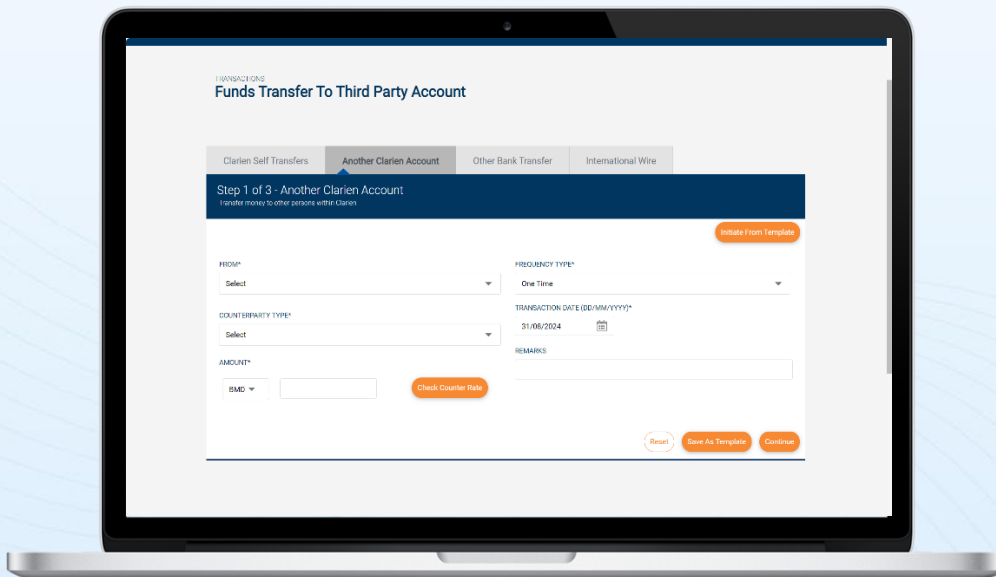 TRANSACTIONS
Funds Transfer To Third Party Account
Clarien Self Transfers
Another Clarien Account
Other Bank Transfer
International Wire
Step 1 of 3 - Another Clarien Account
Transfer money to other persons within Clarien
Initiate From Template
FROM*
Select
FREQUENCY TYPE*
One Time
COUNTERPARTY TYPE*
Select
TRANSACTION DATE (DD/MM/YYYY)*
31/08/2024
AMOUNT*
BMD
Check Counter Rate
REMARKS
Reset
Save As Template
Continue